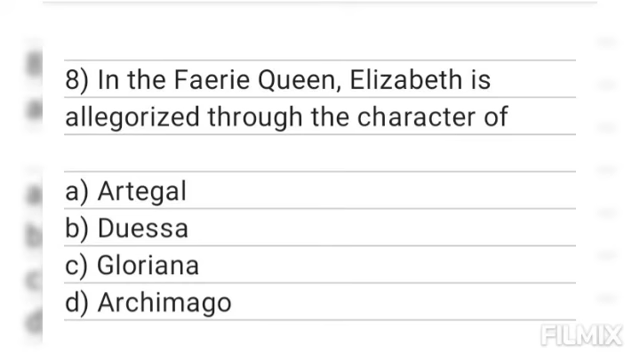 8) In the Faerie Queen, Elizabeth is
allegorized through the character of
a) Artegal
b) Duessa
c) Gloriana
d) Archimago
FILMIX